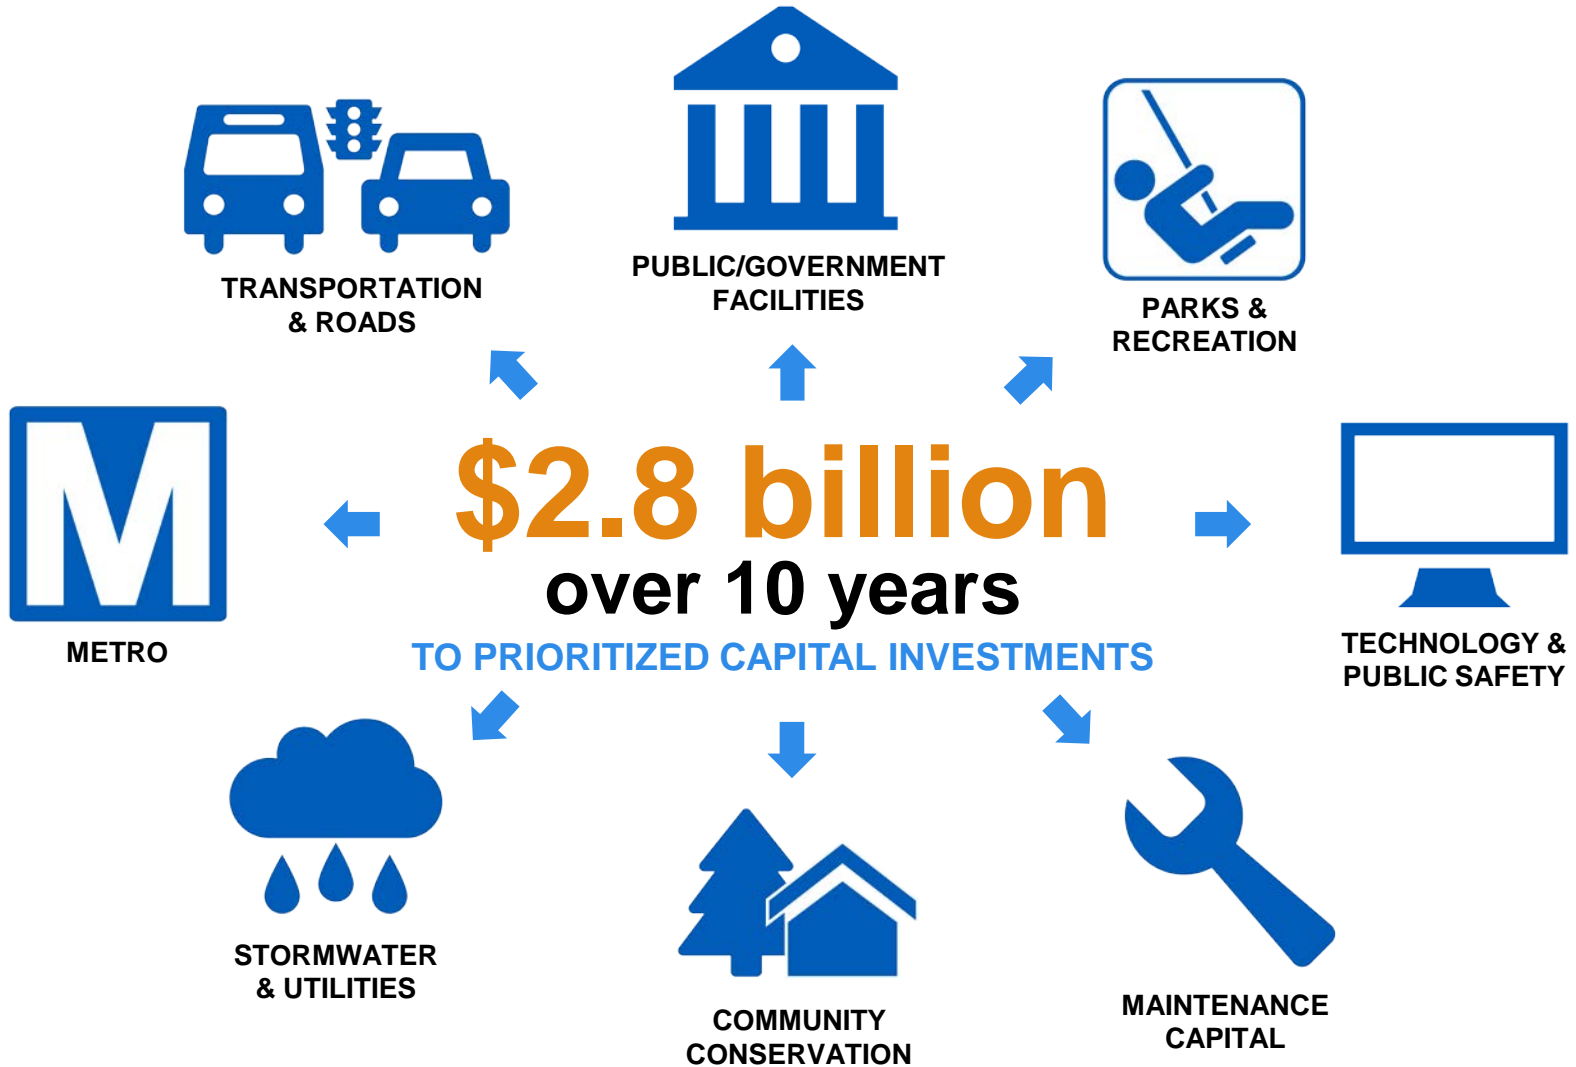 PUBLIC/GOVERNMENT
FACILITIES
TRANSPORTATION
& ROADS
PARKS &
RECREATION
M
METRO
$2.8 billion
over 10 years
TO PRIORITIZED CAPITAL INVESTMENTS
TECHNOLOGY &
PUBLIC SAFETY
STORMWATER
& UTILITIES
COMMUNITY
CONSERVATION
MAINTENANCE
CAPITAL